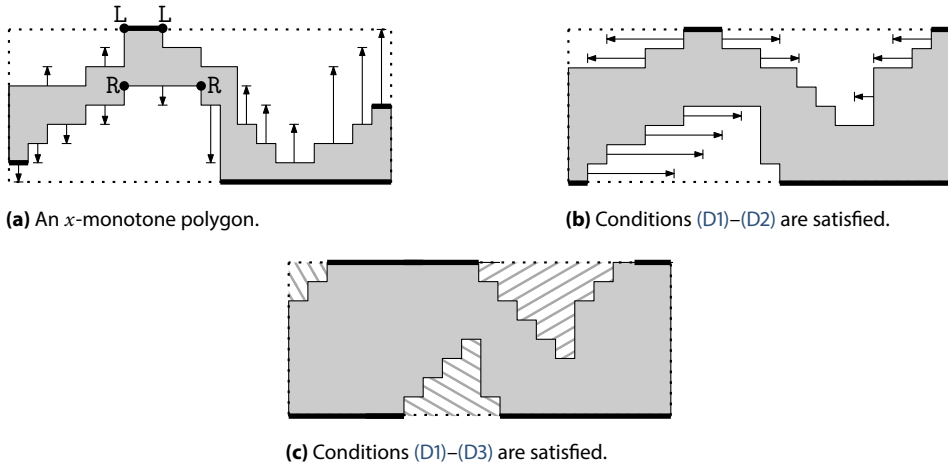 L L
R R
(a) An x-monotone polygon.
(b) Conditions (D1)–(D2) are satisfied.
(c) Conditions (D1)–(D3) are satisfied.